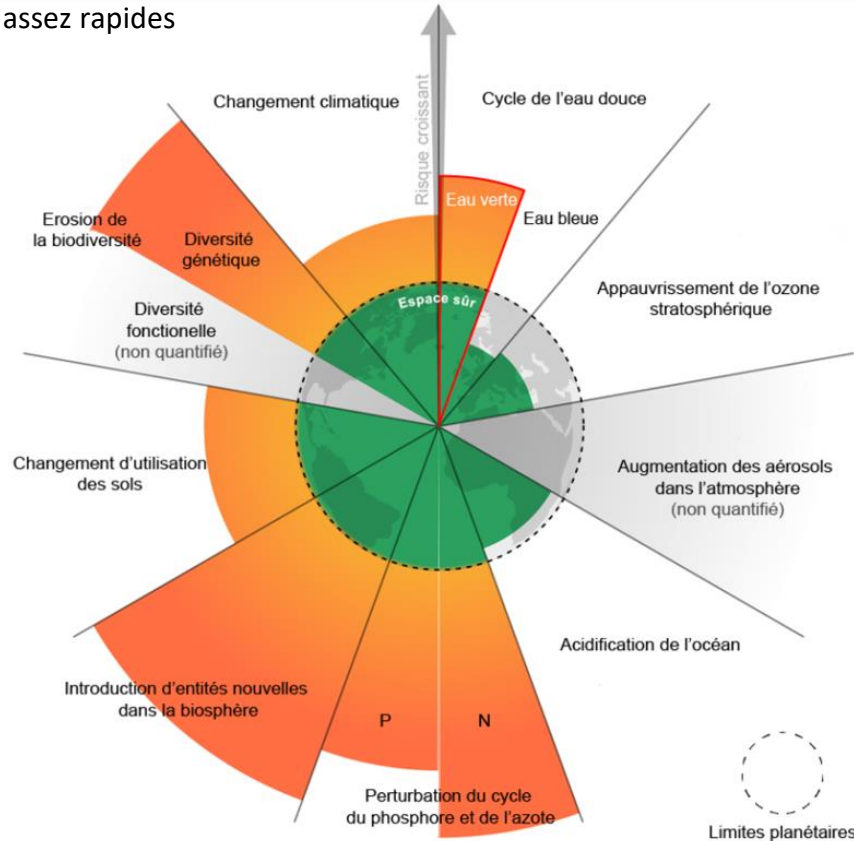 assez rapides
Risque croissant
Changement climatique
Cycle de l'eau douce
Eau verte
Eau bleue
Erosion de
la biodiversité
Diversité
génétique
Espace sûr
Appauvrissement de l'ozone
stratosphérique
Diversité
fonctionelle
(non quantifié)
Changement d'utilisation
des sols
Augmentation des aérosols
dans l'atmosphère
(non quantifié)
Acidification de l'océan
Introduction d'entités nouvelles
dans la biosphère
P
N
Perturbation du cycle
du phosphore et de l'azote
Limites planétaires